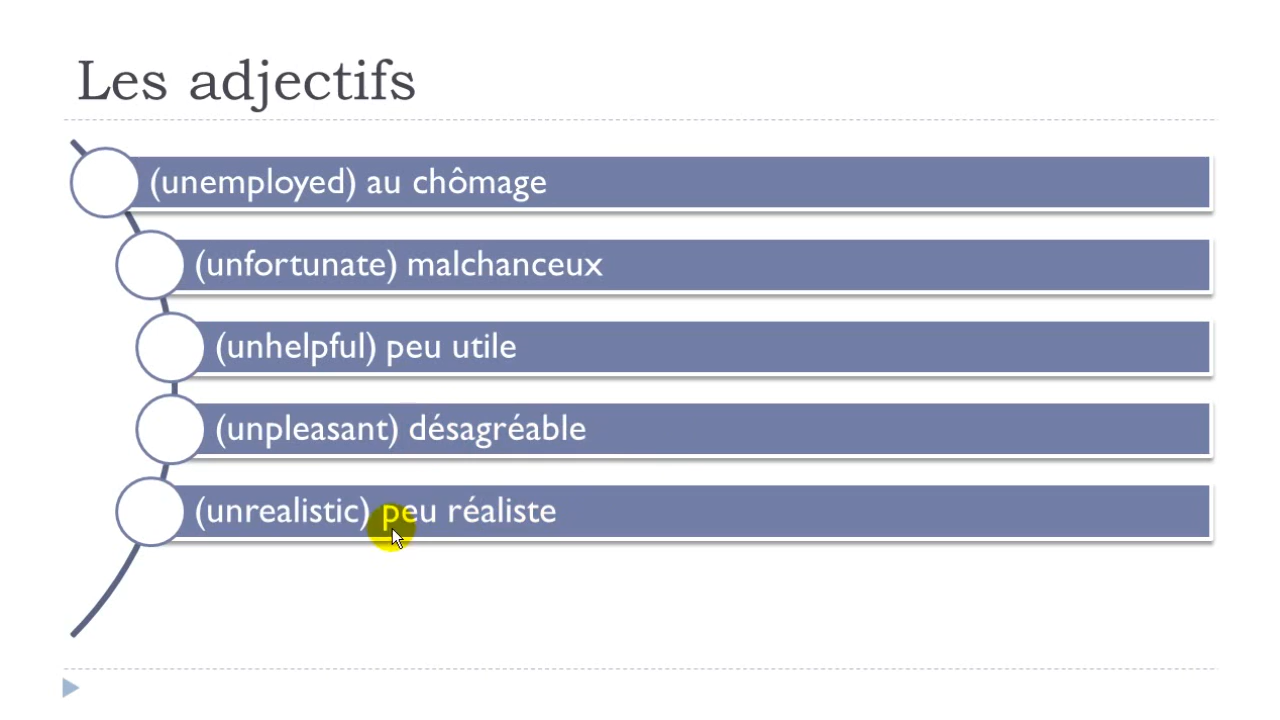 Les adjectifs
(unemployed) au chômage
(unfortunate) malchanceux
(unhelpful) peu utile
(unpleasant) désagréable
(unrealistic) peu réaliste